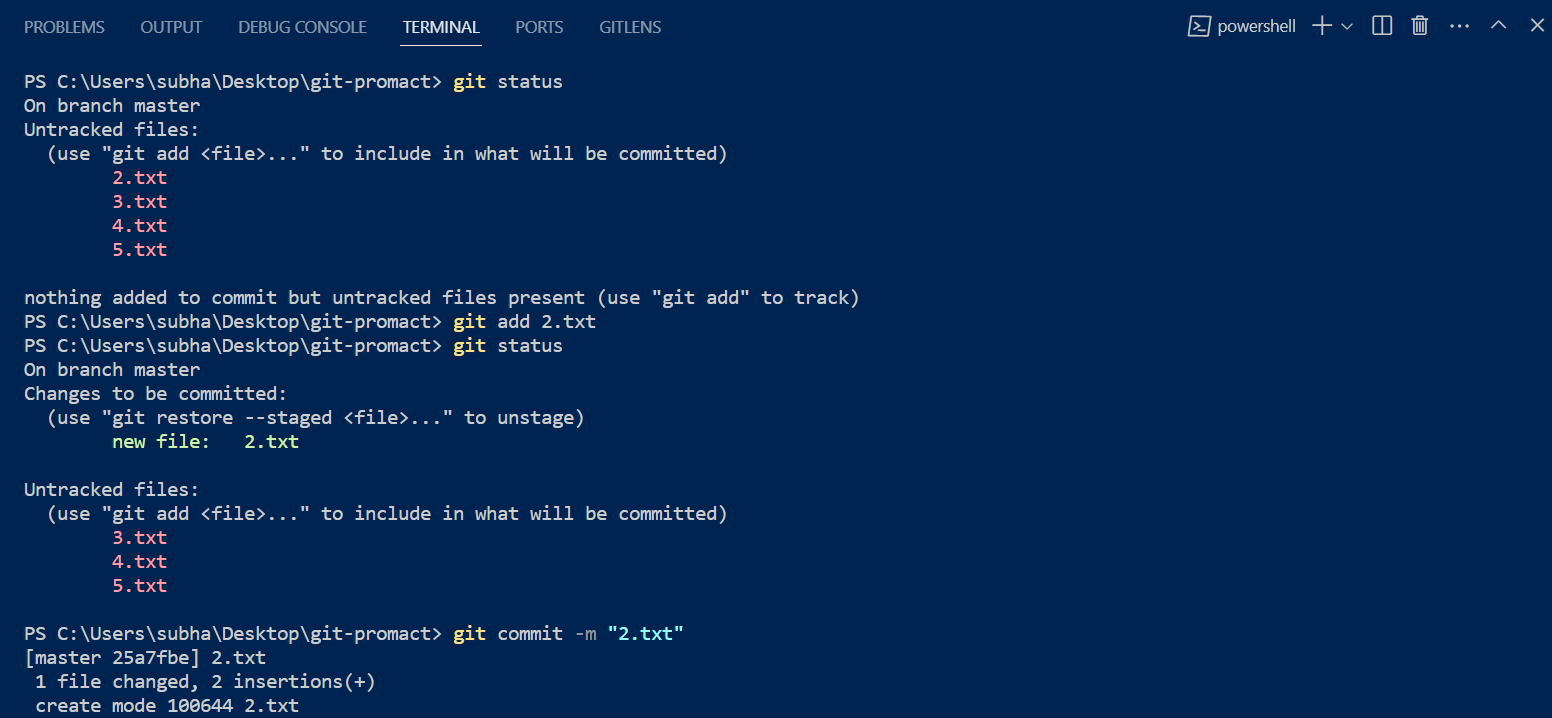 PROBLEMS OUTPUT DEBUG CONSOLE TERMINAL PORTS GITLENS powershell
PS C:\Users\subha\Desktop\git-promact> git status
On branch master
Untracked files:
  (use "git add <file>..." to include in what will be committed)
        2.txt
        3.txt
        4.txt
        5.txt

nothing added to commit but untracked files present (use "git add" to track)
PS C:\Users\subha\Desktop\git-promact> git add 2.txt
PS C:\Users\subha\Desktop\git-promact> git status
On branch master
Changes to be committed:
  (use "git restore --staged <file>..." to unstage)
        new file:   2.txt

Untracked files:
  (use "git add <file>..." to include in what will be committed)
        3.txt
        4.txt
        5.txt

PS C:\Users\subha\Desktop\git-promact> git commit -m "2.txt"
[master 25a7fbe] 2.txt
 1 file changed, 2 insertions(+)
 create mode 100644 2.txt